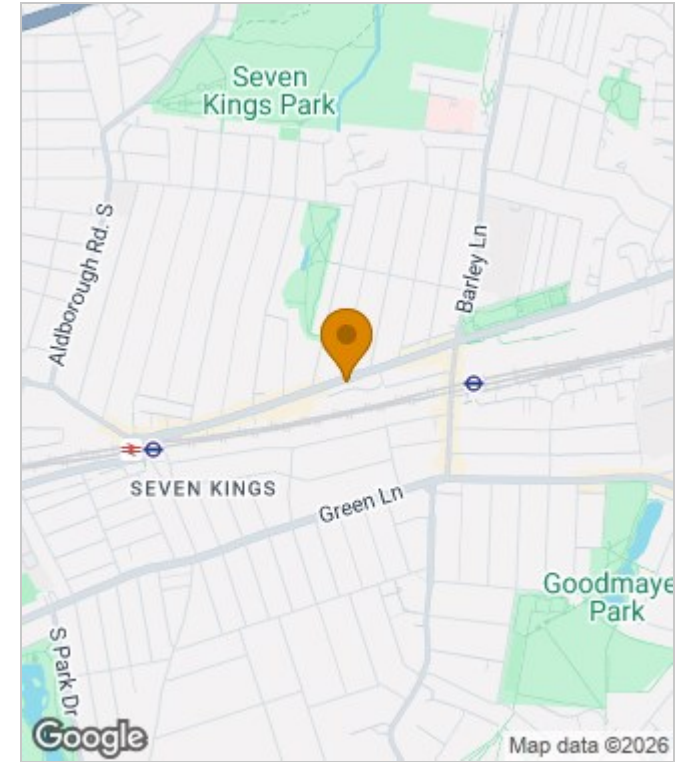 Seven
Kings Park
Aldborough Rd. S
Barley Ln
SEVEN KINGS
Green Ln
Goodmaye
Park
S Park Dr
Google
Map data ©2026